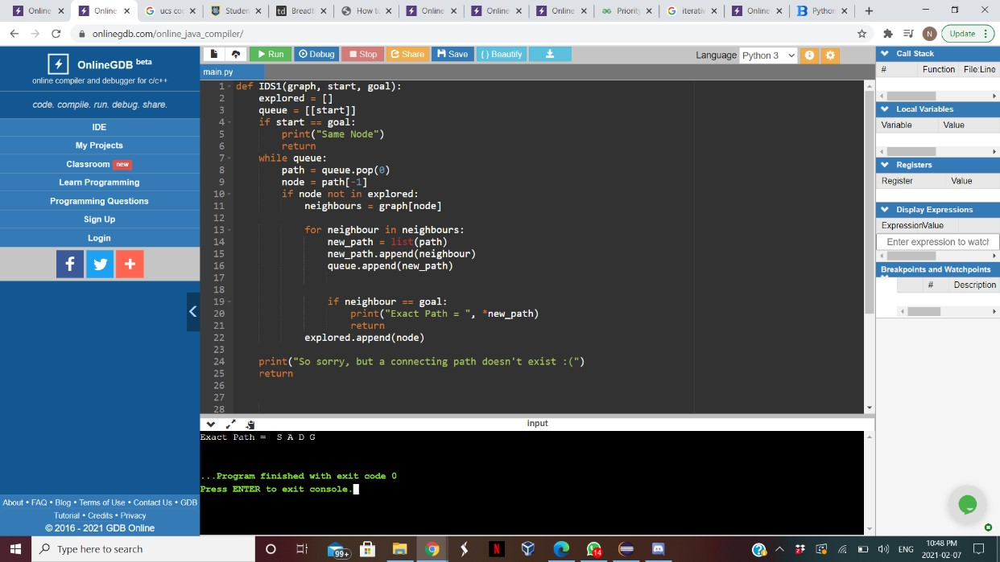 Online
Online
ucs co
Studen
td Breadt
How to
Online
Online
Online
Priority
iterativ
Online
Python
onlinegdb.com/online_java_compiler/
N
Update
OnlineGDB beta
online compiler and debugger for c/c++
code. compile. run. debug. share.
IDE
My Projects
Classroom new
Learn Programming
Programming Questions
Sign Up
Login
f
+
About • FAQ • Blog • Terms of Use • Contact Us • GDB
Tutorial • Credits • Privacy
© 2016 - 2021 GDB Online
Run Debug Stop Share Save { } Beautify
Language Python 3
main.py
1 def IDS1(graph, start, goal):
2 explored = []
3 queue = [[start]]
4 if start == goal:
5 print("Same Node")
6 return
7 while queue:
8 path = queue.pop(0)
9 node = path[-1]
10 if node not in explored:
11 neighbours = graph[node]
12
13 for neighbour in neighbours:
14 new_path = list(path)
15 new_path.append(neighbour)
16 queue.append(new_path)
17
18
19 if neighbour == goal:
20 print("Exact Path = ", *new_path)
21 return
22 explored.append(node)
23
24 print("So sorry, but a connecting path doesn't exist :(")
25 return
26
27
28
input
Exact Path = S A D G
...Program finished with exit code 0
Press ENTER to exit console.
Call Stack
# Function File:Line
Local Variables
Variable Value
Registers
Register Value
Display Expressions
ExpressionValue
Enter expression to watch
Breakpoints and Watchpoints
# Description
Type here to search
99+
N
14
ENG
10:48 PM
2021-02-07